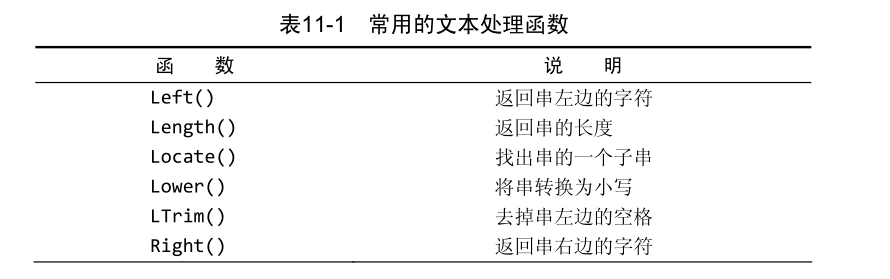 表11-1 常用的文本处理函数
函 数 说 明
Left() 返回串左边的字符
Length() 返回串的长度
Locate() 找出串的一个子串
Lower() 将串转换为小写
LTrim() 去掉串左边的空格
Right() 返回串右边的字符